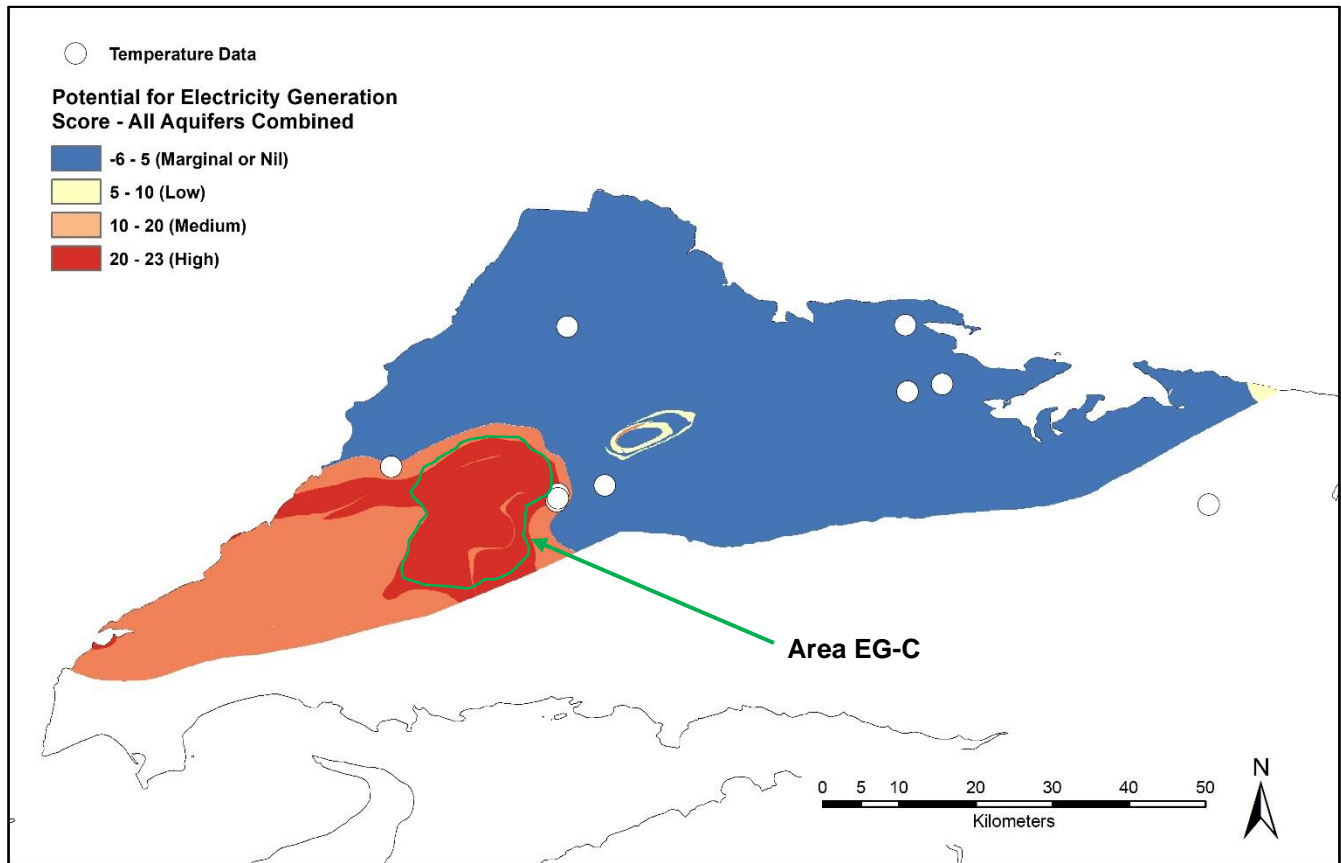 Temperature Data
Potential for Electricity Generation
Score - All Aquifers Combined
-6 - 5 (Marginal or Nil)
5 - 10 (Low)
10 - 20 (Medium)
20 - 23 (High)
Area EG-C
N
0 5 10 20 30 40 50
Kilometers